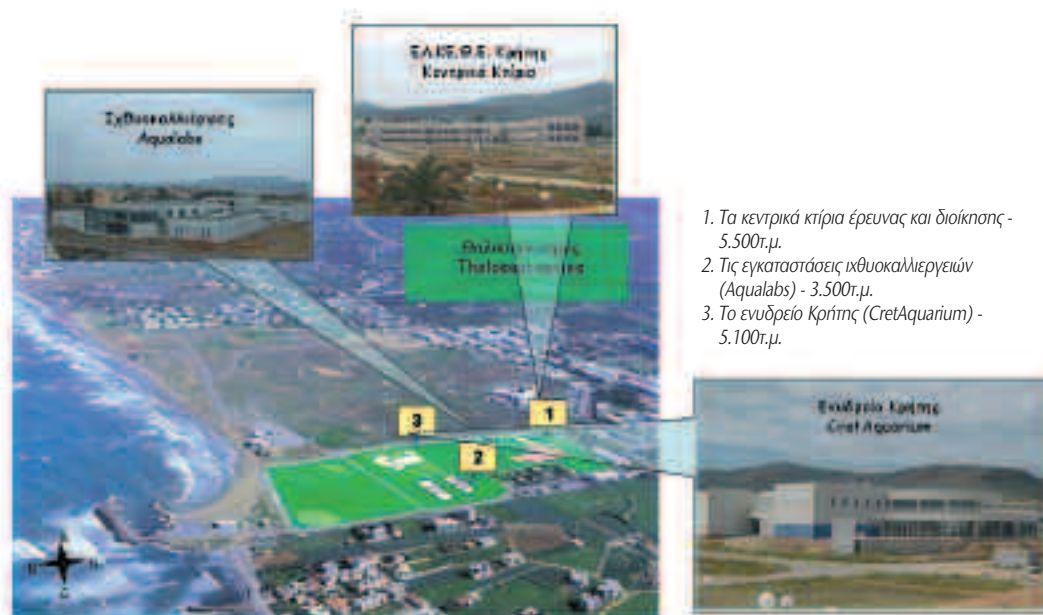 ΕΛ.ΚΕ.Θ.Ε. Κρήτης
Κεντρικά Κτίρια
Ιχθυοκαλλιέργειες
Aqualabs
Thalassocosmos
1. Τα κεντρικά κτίρια έρευνας και διοίκησης -
5.500τ.μ.
2. Τις εγκαταστάσεις ιχθυοκαλλιεργειών
(Aqualabs) - 3.500τ.μ.
3. Το ενυδρείο Κρήτης (CretAquarium) -
5.100τ.μ.
3
1
2
Ενυδρείο Κρήτης
Cret Aquarium